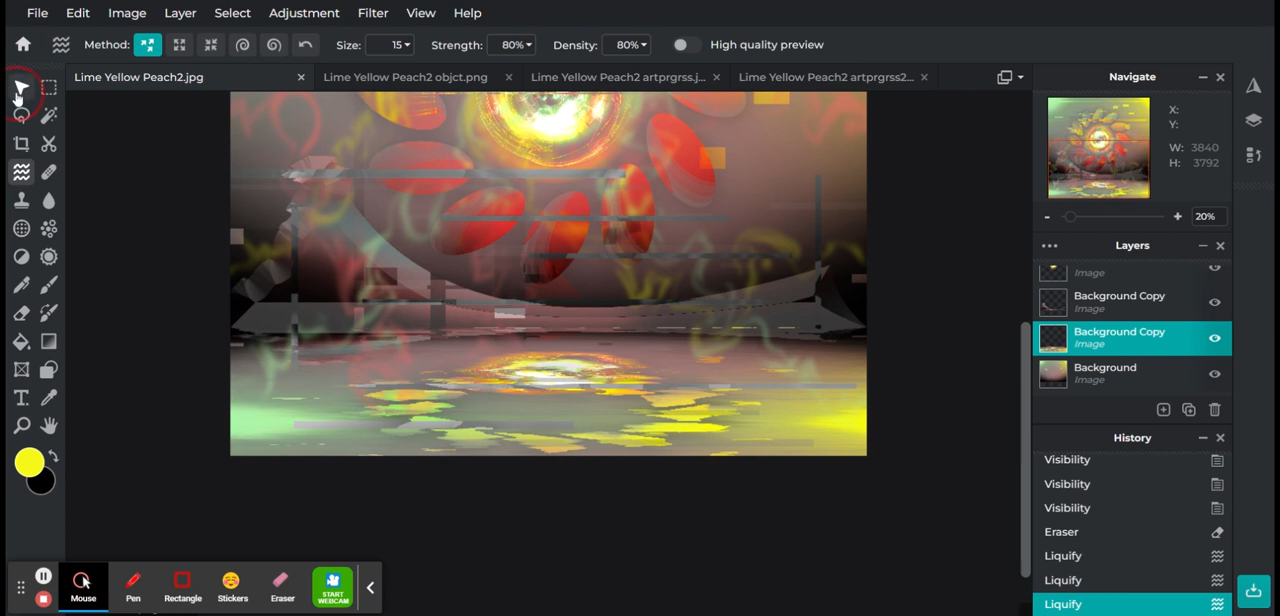 File Edit Image Layer Select Adjustment Filter View Help
Method: Size: 15 Strength: 80% Density: 80% High quality preview
Lime Yellow Peach2.jpg Lime Yellow Peach2 objct.png Lime Yellow Peach2 artprgrss.j... Lime Yellow Peach2 artprgrss2...
Navigate
X:
Y:
W: 3840
H: 3792
20%
Layers
Image
Background Copy
Image
Background Copy
Image
Background
Image
History
Visibility
Visibility
Visibility
Eraser
Liquify
Liquify
Liquify
Mouse Pen Rectangle Stickers Eraser START WEBCAM